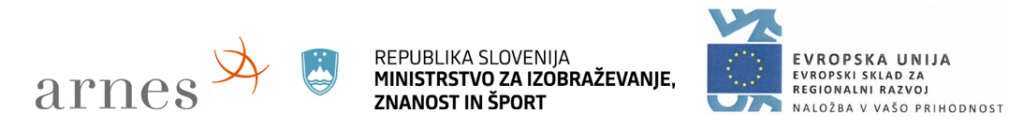 arnes
REPUBLIKA SLOVENIJA
MINISTRSTVO ZA IZOBRAŽEVANJE,
ZNANOST IN ŠPORT
EVROPSKA UNIJA
EVROPSKI SKLAD ZA
REGIONALNI RAZVOJ
NALOŽBA V VAŠO PRIHODNOST